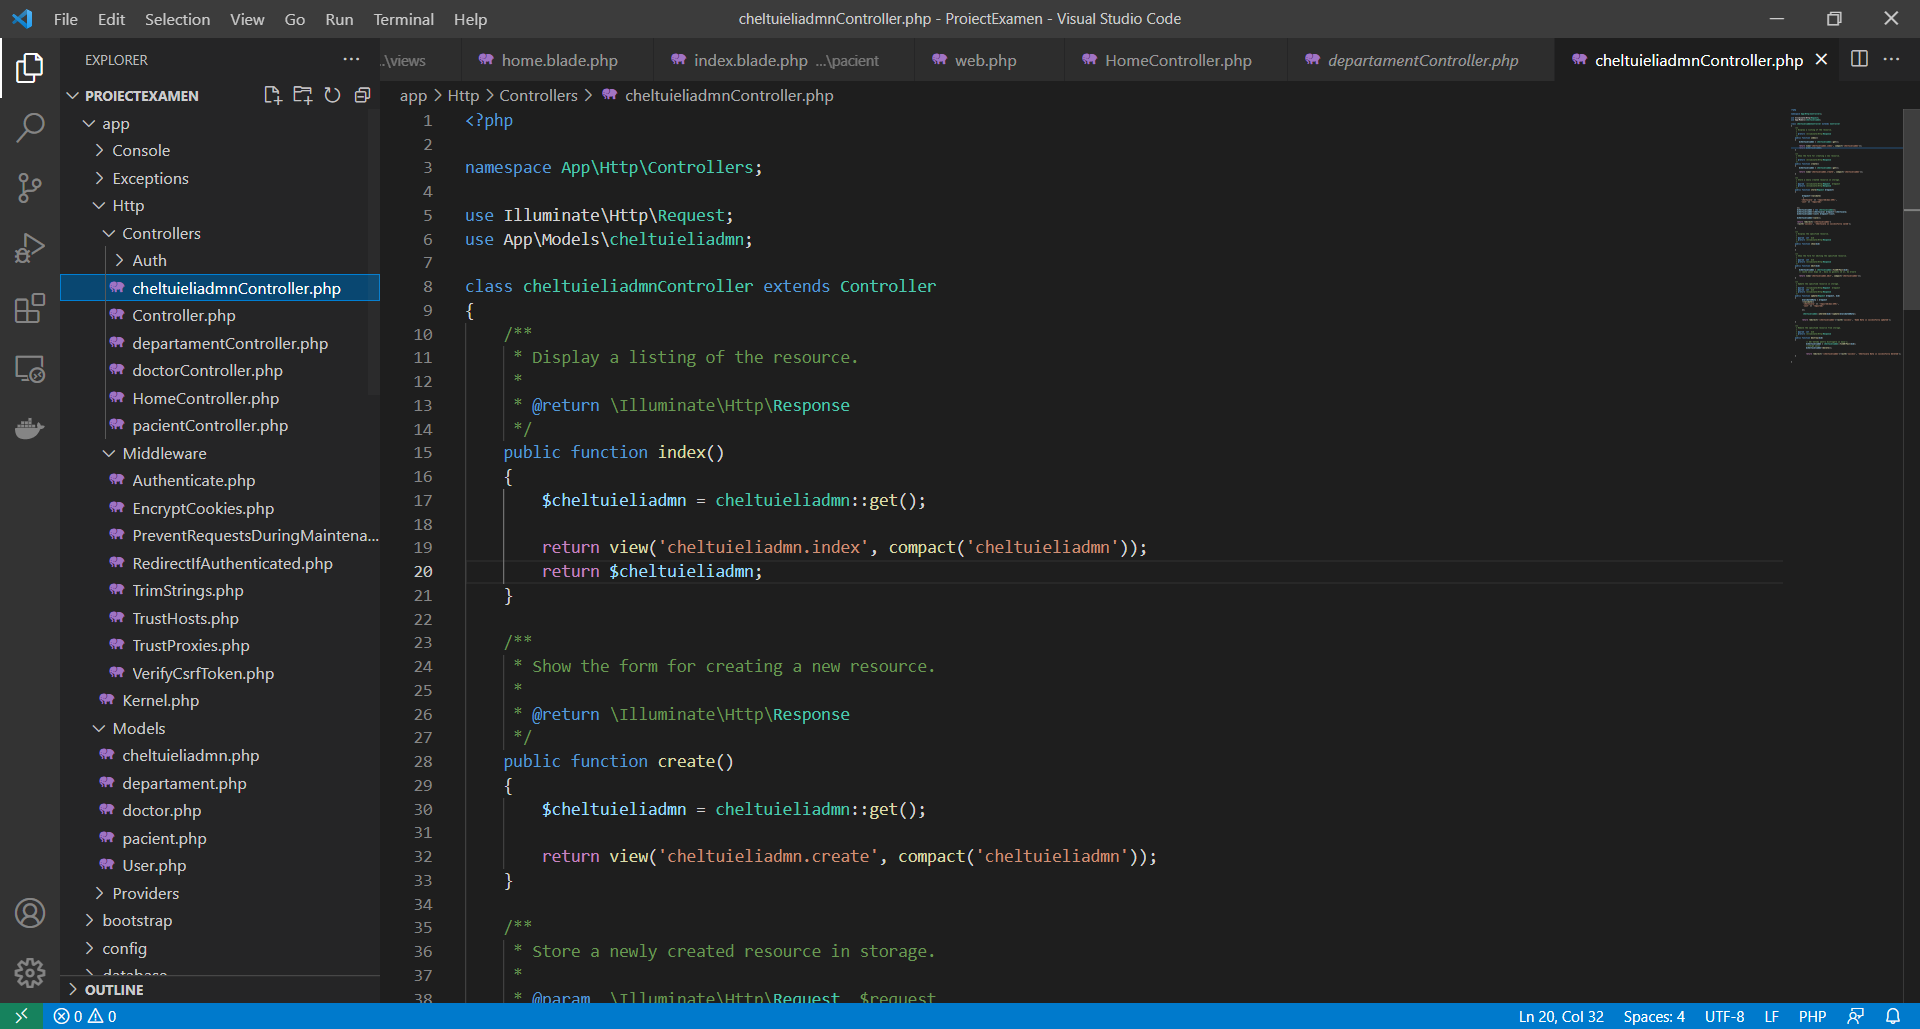 File Edit Selection View Go Run Terminal Help
cheltuieliadmnController.php - ProiectExamen - Visual Studio Code
EXPLORER
PROIECTEXAMEN
app
Console
Exceptions
Http
Controllers
Auth
cheltuieliadmnController.php
Controller.php
departamentController.php
doctorController.php
HomeController.php
pacientController.php
Middleware
Authenticate.php
EncryptCookies.php
PreventRequestsDuringMaintena...
RedirectIfAuthenticated.php
TrimStrings.php
TrustHosts.php
TrustProxies.php
VerifyCsrfToken.php
Kernel.php
Models
cheltuieliadmn.php
departament.php
doctor.php
pacient.php
User.php
Providers
bootstrap
config
database
OUTLINE
...\views home.blade.php index.blade.php ...\pacient web.php HomeController.php departamentController.php cheltuieliadmnController.php
app > Http > Controllers > cheltuieliadmnController.php
1 <?php
2
3 namespace App\Http\Controllers;
4
5 use Illuminate\Http\Request;
6 use App\Models\cheltuieliadmn;
7
8 class cheltuieliadmnController extends Controller
9 {
10 /**
11 * Display a listing of the resource.
12 *
13 * @return \Illuminate\Http\Response
14 */
15 public function index()
16 {
17 $cheltuieliadmn = cheltuieliadmn::get();
18
19 return view('cheltuieliadmn.index', compact('cheltuieliadmn'));
20 return $cheltuieliadmn;
21 }
22
23 /**
24 * Show the form for creating a new resource.
25 *
26 * @return \Illuminate\Http\Response
27 */
28 public function create()
29 {
30 $cheltuieliadmn = cheltuieliadmn::get();
31
32 return view('cheltuieliadmn.create', compact('cheltuieliadmn'));
33 }
34
35 /**
36 * Store a newly created resource in storage.
37 *
38 * @param \Illuminate\Http\Request $request
0 0
Ln 20, Col 32 Spaces: 4 UTF-8 LF PHP